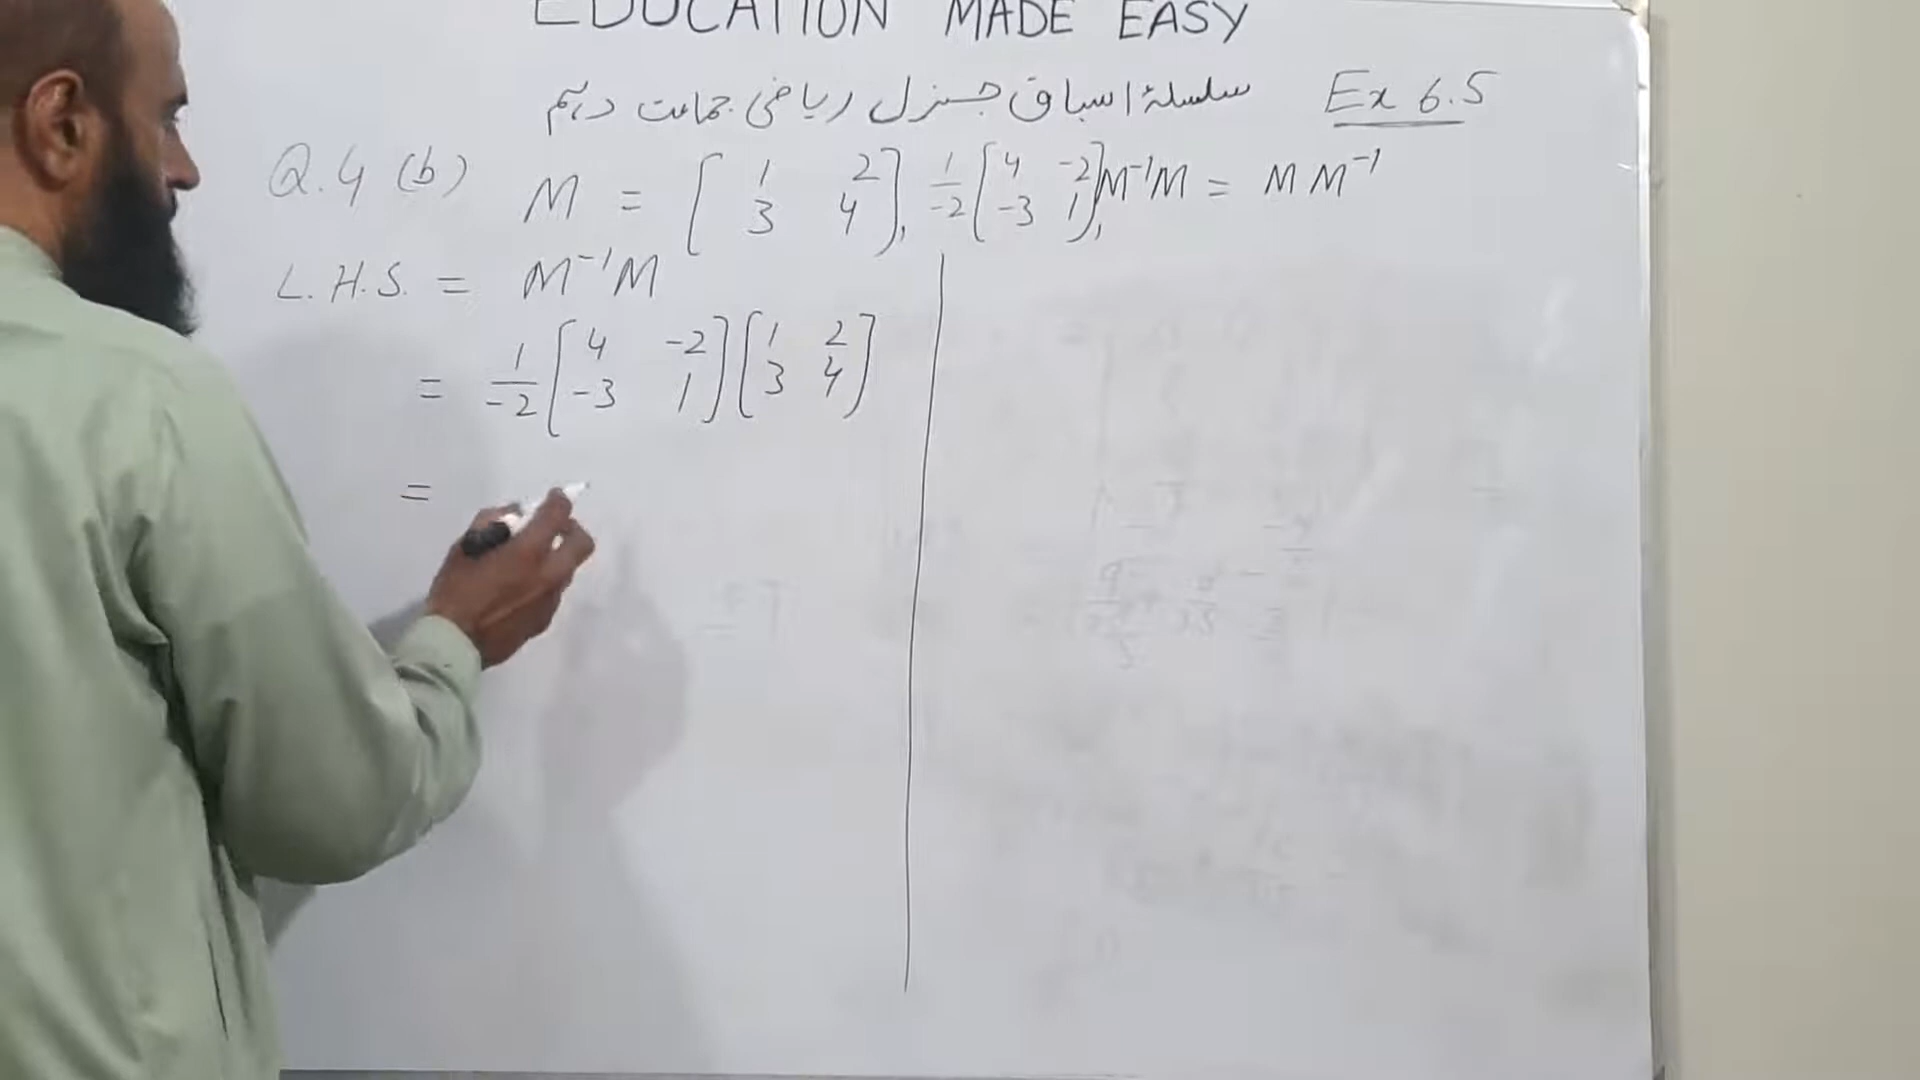 EDUCATION MADE EASY
سلسلۂ اسباق جنرل ریاضی جماعت دہم Ex 6.5
Q.4 (b) M = [1 2; 3 4], 1/-2 [4 -2; -3 1], M⁻¹M = M M⁻¹
L.H.S. = M⁻¹M
= 1/-2 [4 -2; -3 1] [1 2; 3 4]
=